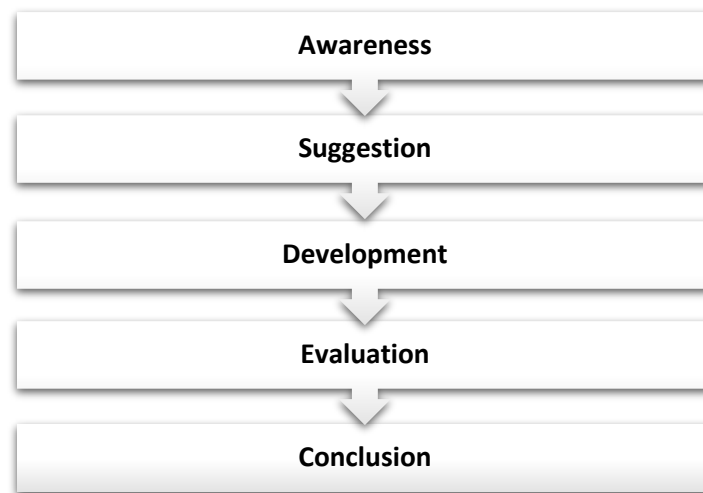 Awareness
Suggestion
Development
Evaluation
Conclusion